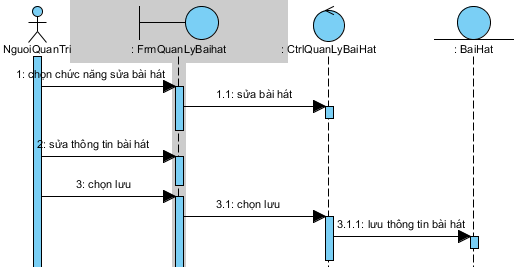 NguoiQuanTri
: FrmQuanLyBaihat
: CtrlQuanLyBaiHat
: BaiHat
1: chọn chức năng sửa bài hát
1.1: sửa bài hát
2: sửa thông tin bài hát
3: chọn lưu
3.1: chọn lưu
3.1.1: lưu thông tin bài hát